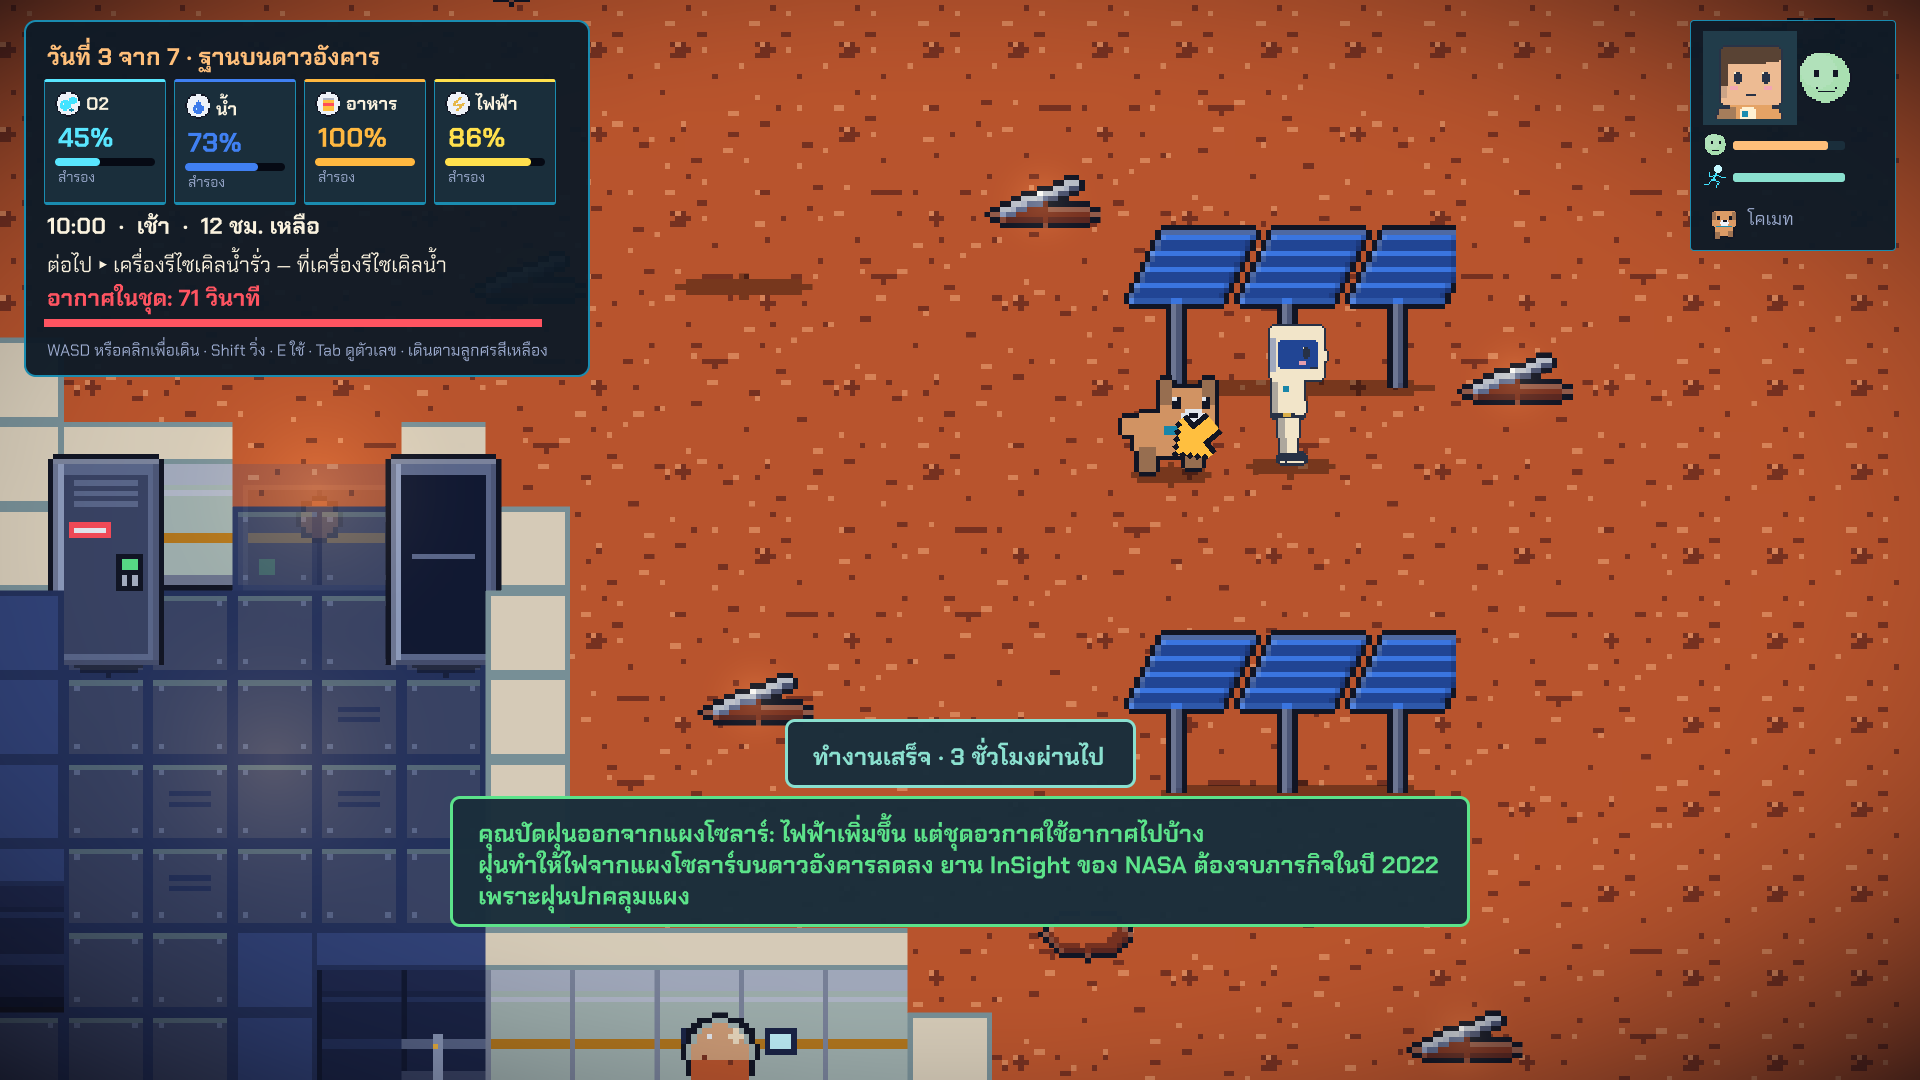 วันที่ 3 จาก 7 · ฐานบนดาวอังคาร
O2
45%
สำรอง
น้ำ
73%
สำรอง
อาหาร
100%
สำรอง
ไฟฟ้า
86%
สำรอง
10:00 · เช้า · 12 ชม. เหลือ
ต่อไป ▸ เครื่องรีไซเคิลน้ำรั่ว — ที่เครื่องรีไซเคิลน้ำ
อากาศในชุด: 71 วินาที
WASD หรือคลิกเพื่อเดิน · Shift วิ่ง · E ใช้ · Tab ดูตัวเลข · เดินตามลูกศรสีเหลือง
โคเมท
ทำงานเสร็จ · 3 ชั่วโมงผ่านไป
คุณปัดฝุ่นออกจากแผงโซลาร์: ไฟฟ้าเพิ่มขึ้น แต่ชุดอวกาศใช้อากาศไปบ้าง
ฝุ่นทำให้ไฟจากแผงโซลาร์บนดาวอังคารลดลง ยาน InSight ของ NASA ต้องจบภารกิจในปี 2022
เพราะฝุ่นปกคลุมแผง